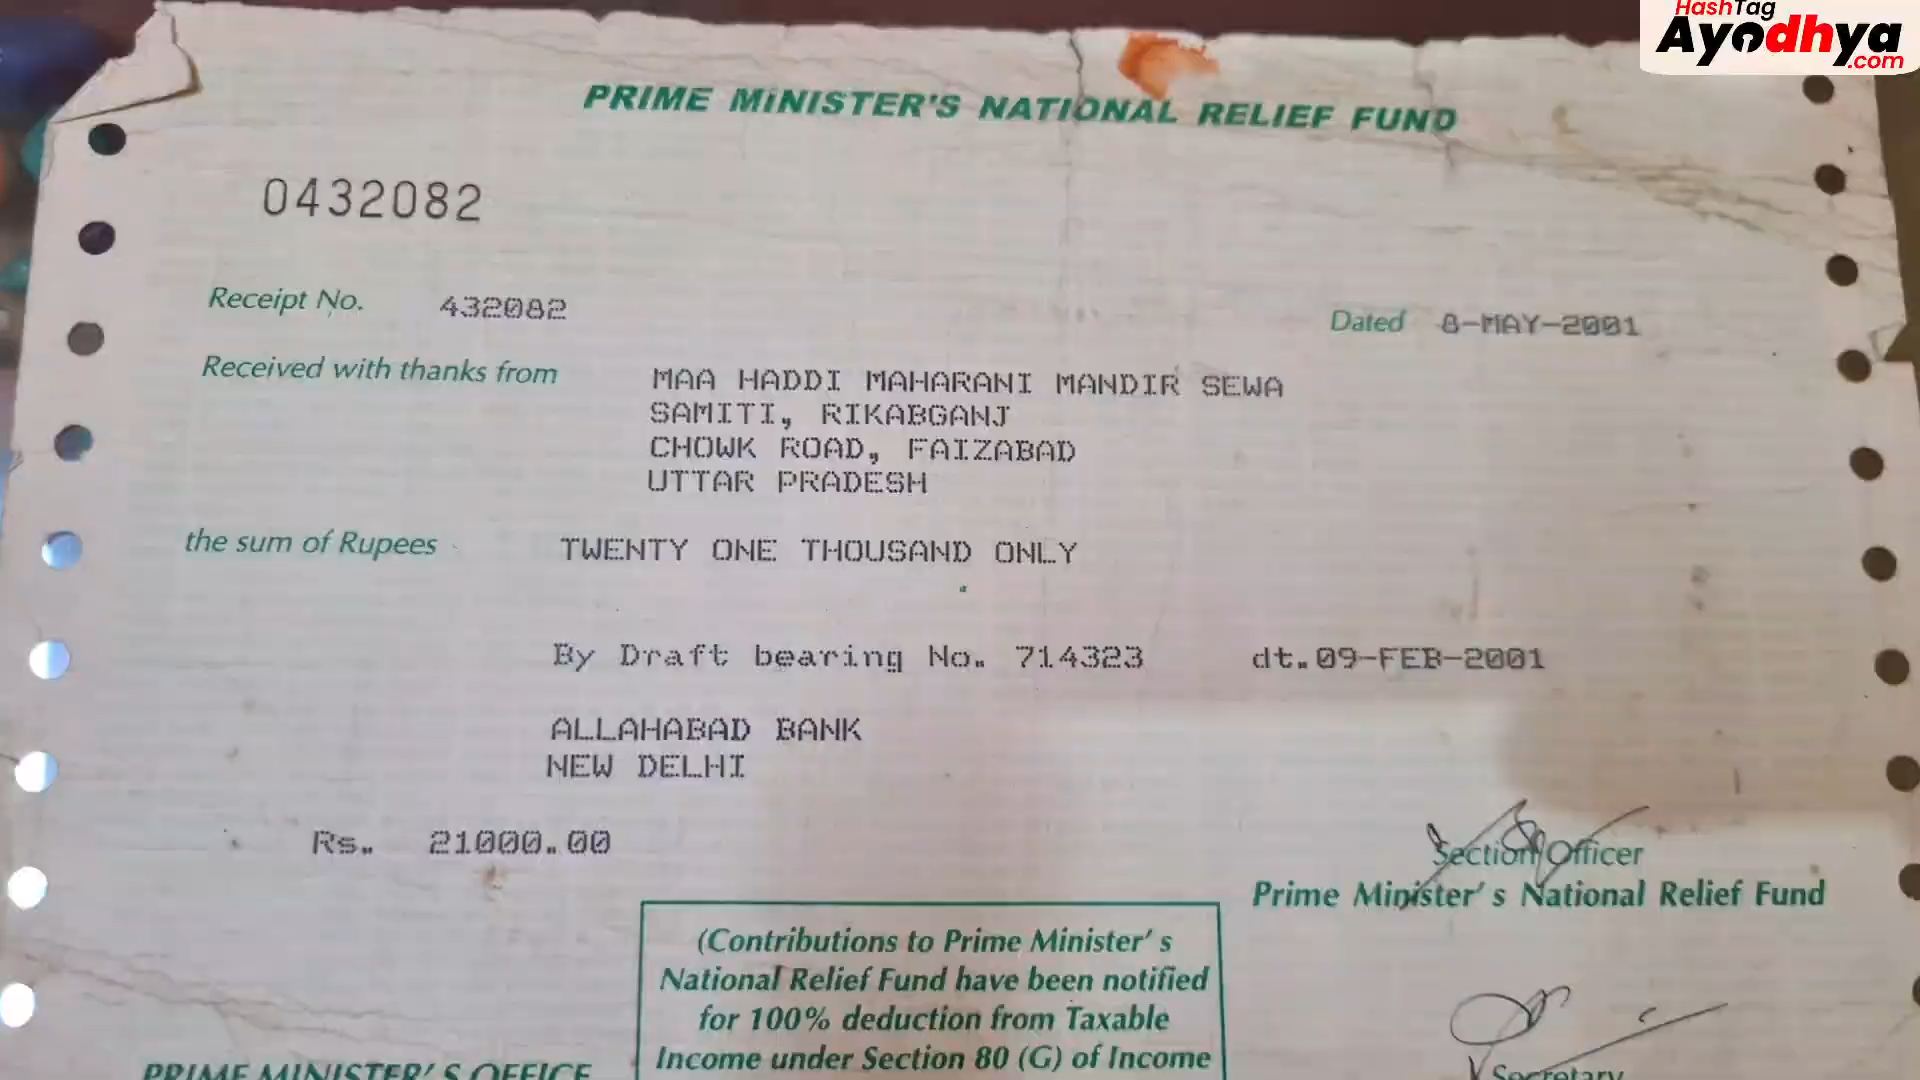 HashTag
Ayodhya
.com
PRIME MINISTER'S NATIONAL RELIEF FUND
0432082
Receipt No. 432082 Dated 8-MAY-2001
Received with thanks from MAA HADDI MAHARANI MANDIR SEWA
SAMITI, RIKABGANJ
CHOWK ROAD, FAIZABAD
UTTAR PRADESH
the sum of Rupees TWENTY ONE THOUSAND ONLY
By Draft bearing No. 714323 dt.09-FEB-2001
ALLAHABAD BANK
NEW DELHI
Rs. 21000.00
Section Officer
Prime Minister's National Relief Fund
(Contributions to Prime Minister's
National Relief Fund have been notified
for 100% deduction from Taxable
Income under Section 80 (G) of Income
PRIME MINISTER'S OFFICE
Secretary